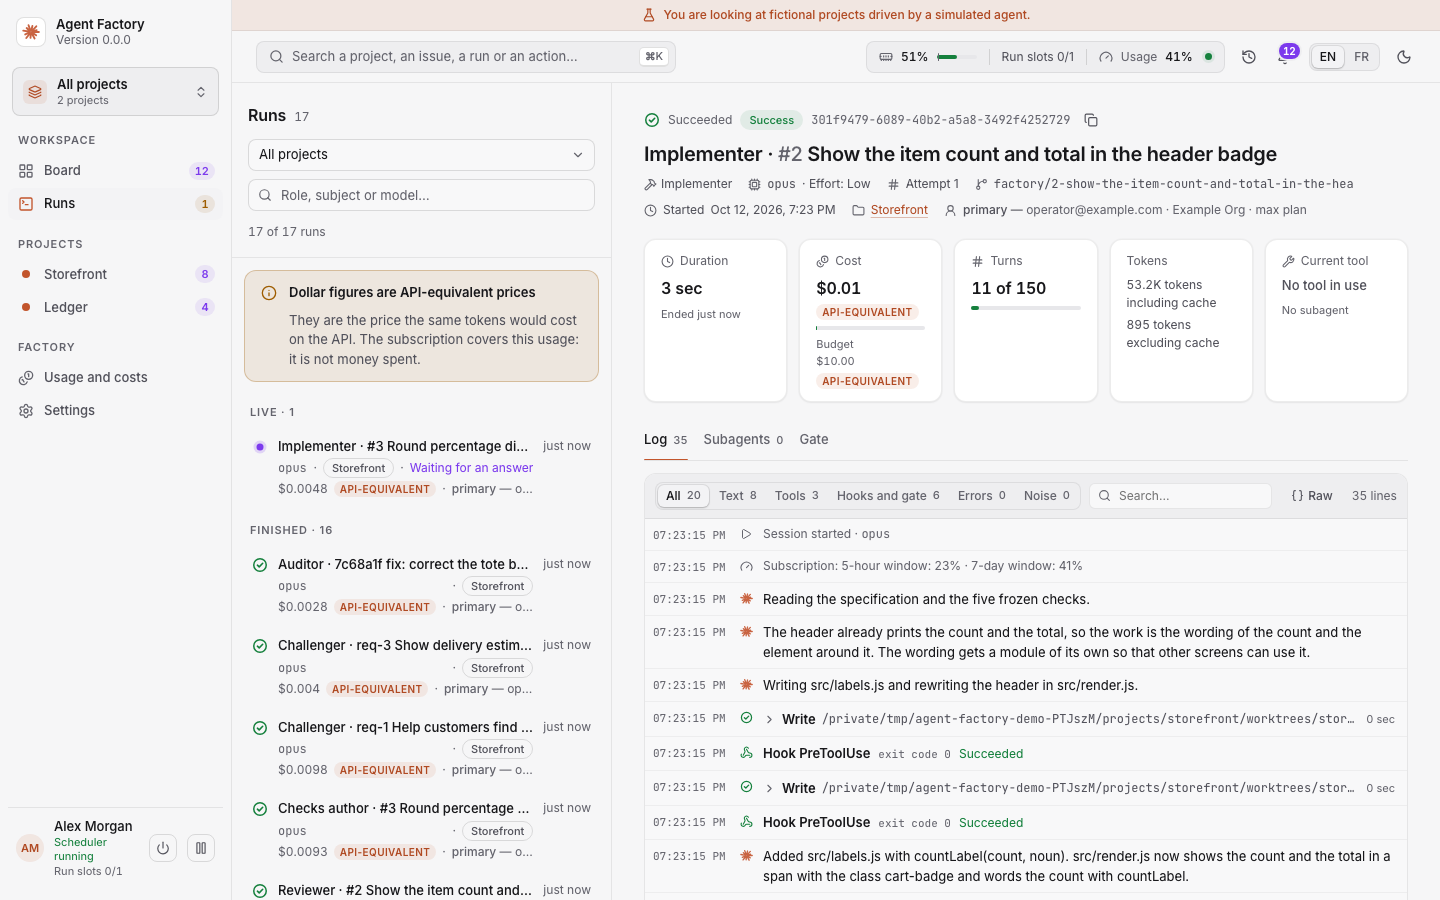 Agent Factory
Version 0.0.0
All projects
2 projects
WORKSPACE
Board 12
Runs 1
PROJECTS
Storefront 8
Ledger 4
FACTORY
Usage and costs
Settings
AM
Alex Morgan
Scheduler running
Run slots 0/1
You are looking at fictional projects driven by a simulated agent.
Search a project, an issue, a run or an action... ⌘K
51% Run slots 0/1 Usage 41% 12 EN FR
Runs 17
All projects
Role, subject or model...
17 of 17 runs
Dollar figures are API-equivalent prices
They are the price the same tokens would cost
on the API. The subscription covers this usage:
it is not money spent.
LIVE · 1
Implementer · #3 Round percentage di... just now
opus · Storefront · Waiting for an answer
$0.0048 API-EQUIVALENT · primary — o...
FINISHED · 16
Auditor · 7c68a1f fix: correct the tote b... just now
opus · Storefront
$0.0028 API-EQUIVALENT · primary — o...
Challenger · req-3 Show delivery estim... just now
opus · Storefront
$0.004 API-EQUIVALENT · primary — op...
Challenger · req-1 Help customers find ... just now
opus · Storefront
$0.0098 API-EQUIVALENT · primary — o...
Checks author · #3 Round percentage ... just now
opus · Storefront
$0.0093 API-EQUIVALENT · primary — o...
Reviewer · #2 Show the item count and... just now
Succeeded Success 301f9479-6089-40b2-a5a8-3492f4252729
Implementer · #2 Show the item count and total in the header badge
Implementer opus · Effort: Low Attempt 1 factory/2-show-the-item-count-and-total-in-the-hea
Started Oct 12, 2026, 7:23 PM Storefront primary — operator@example.com · Example Org · max plan
Duration
3 sec
Ended just now
Cost
$0.01
API-EQUIVALENT
Budget
$10.00
API-EQUIVALENT
Turns
11 of 150
Tokens
53.2K tokens
including cache
895 tokens
excluding cache
Current tool
No tool in use
No subagent
Log 35 Subagents 0 Gate
All 20 Text 8 Tools 3 Hooks and gate 6 Errors 0 Noise 0 Search... {} Raw 35 lines
07:23:15 PM Session started · opus
07:23:15 PM Subscription: 5-hour window: 23% · 7-day window: 41%
07:23:15 PM Reading the specification and the five frozen checks.
07:23:15 PM The header already prints the count and the total, so the work is the wording of the count and the
element around it. The wording gets a module of its own so that other screens can use it.
07:23:15 PM Writing src/labels.js and rewriting the header in src/render.js.
07:23:15 PM Write /private/tmp/agent-factory-demo-PTJszM/projects/storefront/worktrees/stor… 0 sec
07:23:15 PM Hook PreToolUse exit code 0 Succeeded
07:23:15 PM Write /private/tmp/agent-factory-demo-PTJszM/projects/storefront/worktrees/stor… 0 sec
07:23:15 PM Hook PreToolUse exit code 0 Succeeded
07:23:15 PM Added src/labels.js with countLabel(count, noun). src/render.js now shows the count and the total in a
span with the class cart-badge and words the count with countLabel.